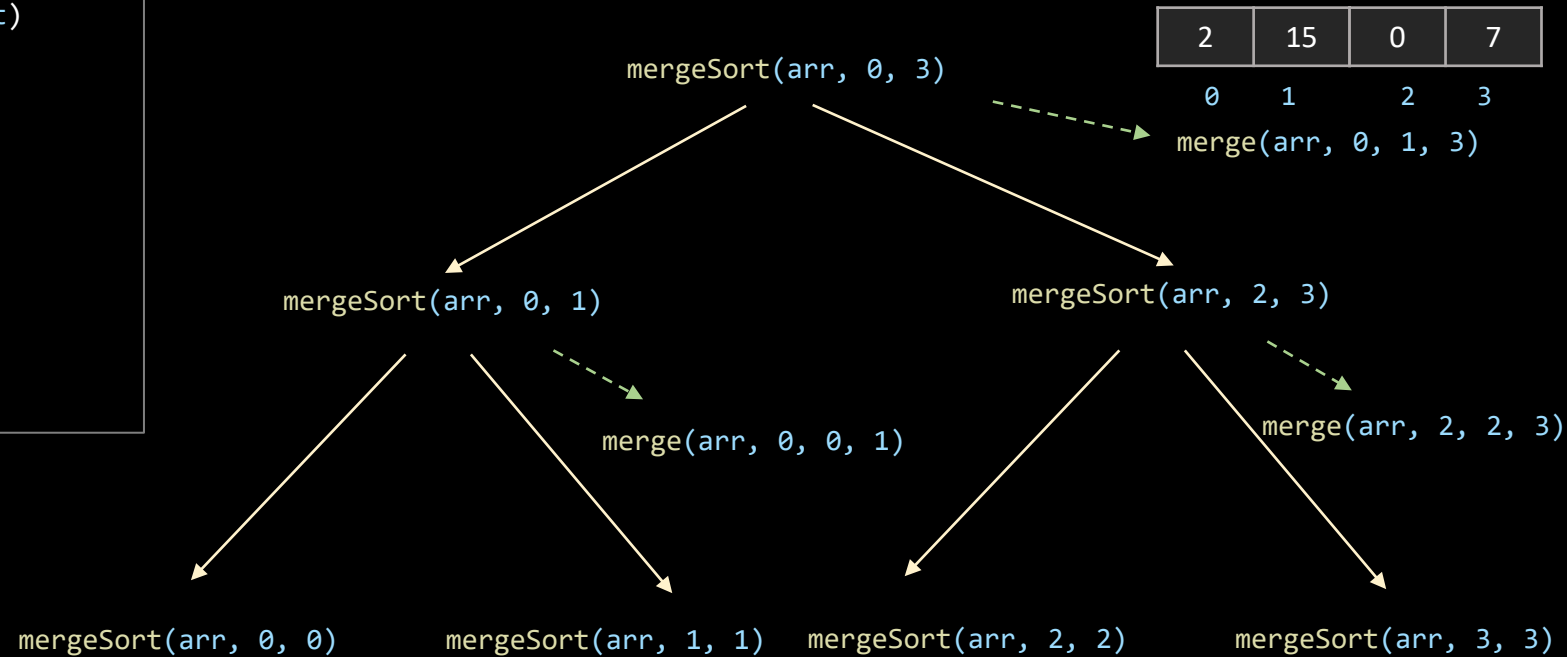 )
2 15 0 7
mergeSort(arr, 0, 3)
0 1 2 3
merge(arr, 0, 1, 3)
mergeSort(arr, 0, 1)
mergeSort(arr, 2, 3)
merge(arr, 0, 0, 1)
merge(arr, 2, 2, 3)
mergeSort(arr, 0, 0)
mergeSort(arr, 1, 1)
mergeSort(arr, 2, 2)
mergeSort(arr, 3, 3)